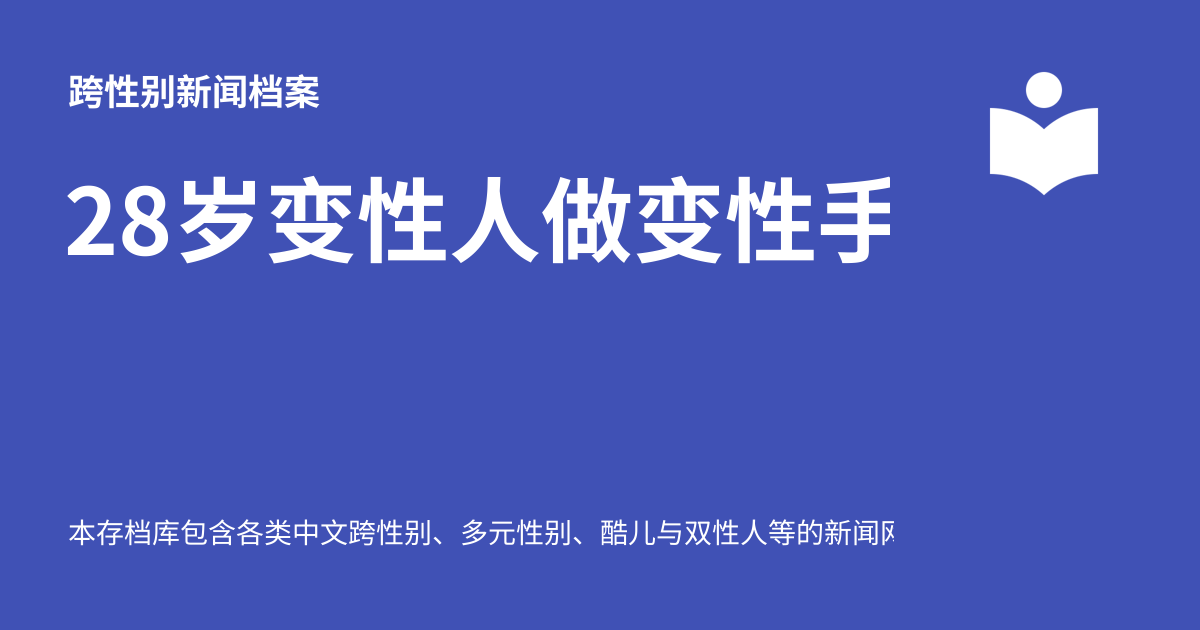 跨性别新闻档案
28岁变性人做变性手
本存档库包含各类中文跨性别、多元性别、酷儿与双性人等的新闻